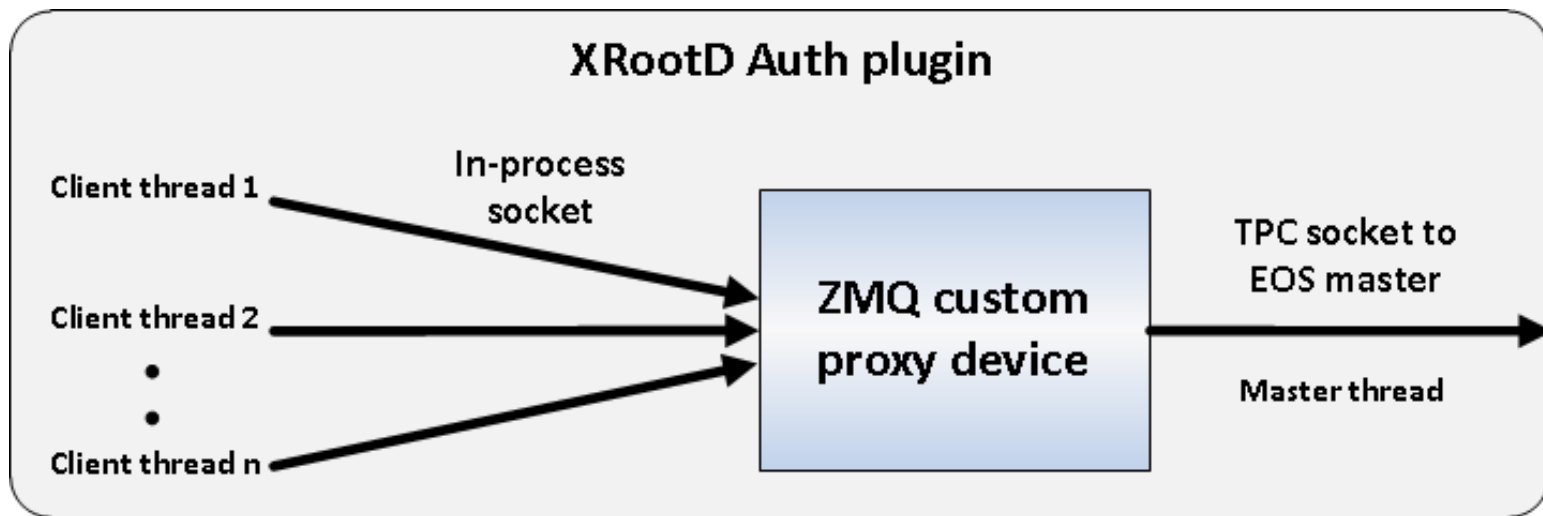 XRootD Auth plugin
In-process
socket
Client thread 1
Client thread 2
Client thread n
ZMQ custom
proxy device
TPC socket to
EOS master
Master thread